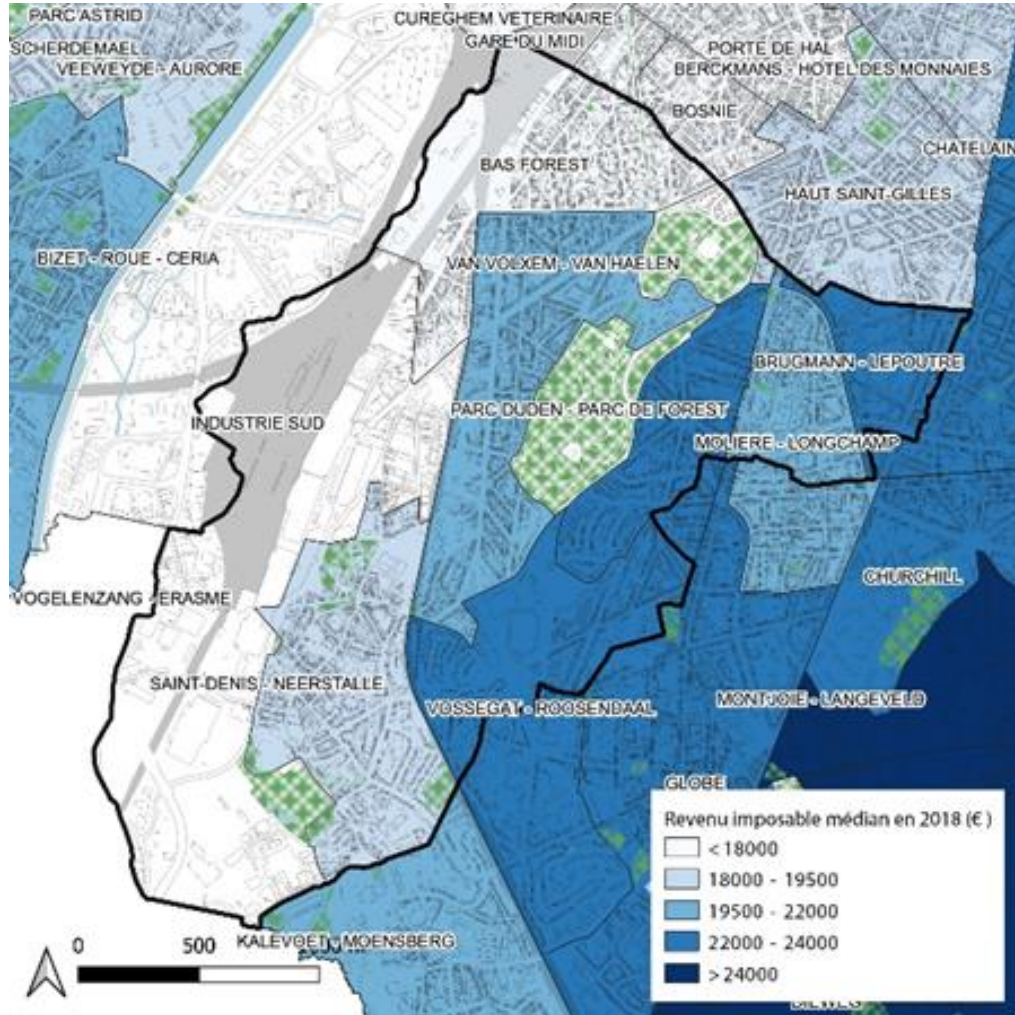 PARC ASTRID
CUREGHEM VETERINAIRE
GARE DU MIDI
SCHERDEMAEL
VEEWEYDE - AURORE
PORTE DE HAL
BERCKMANS - HOTEL DES MONNAIES
BOSNIE
CHATELAIN
BAS FOREST
HAUT SAINT-GILLES
BIZET - ROUE - CERIA
VAN VOLXEM - VAN HAELEN
BRUGMANN - LEPOUTRE
INDUSTRIE SUD
PARC DUDEN - PARC DE FOREST
MOLIERE - LONGCHAMP
CHURCHILL
VOGELENZANG - ERASME
SAINT-DENIS - NEERSTALLE
VOSSEGAT - ROOSENDAAL
MONTJOIE - LANGEVELD
GLOBE
Revenu imposable médian en 2018 (€ )
< 18000
18000 - 19500
19500 - 22000
22000 - 24000
> 24000
KALEVOET - MOENSBERG
0 500